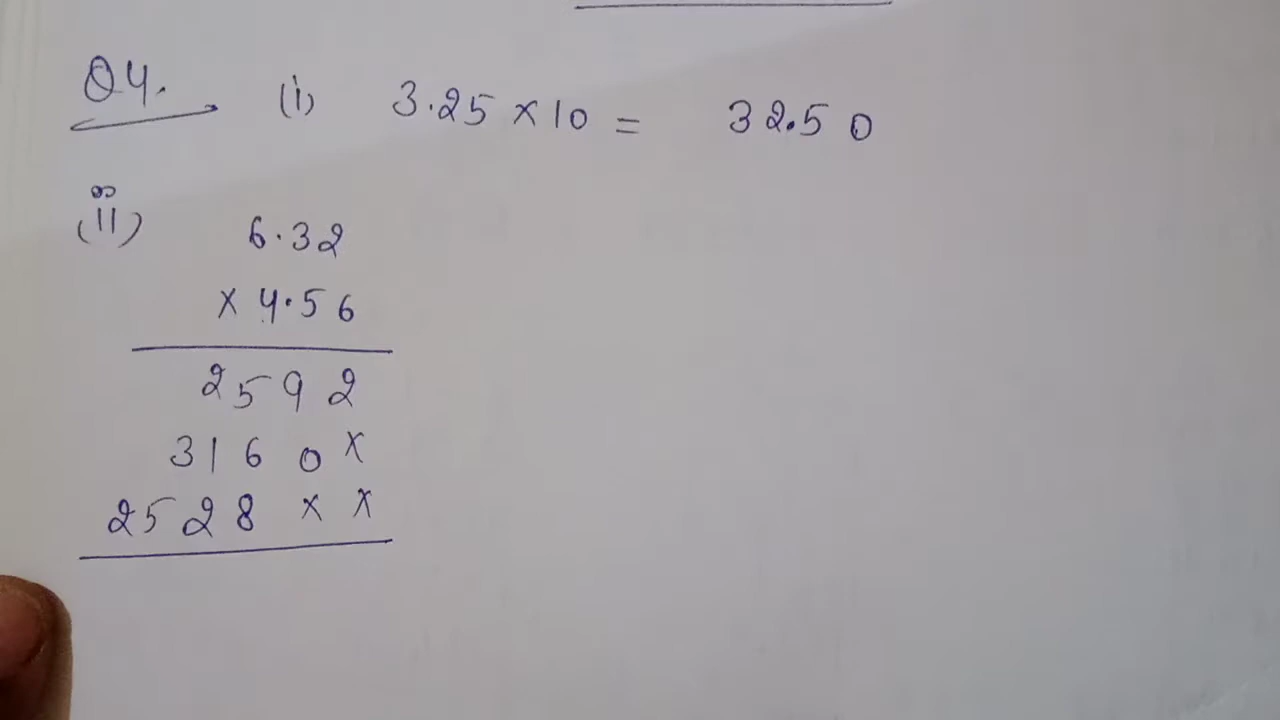 Q4. (i) 3.25 × 10 = 32.50
(ii) 6.32
× 4.56
2592
3160×
2528××